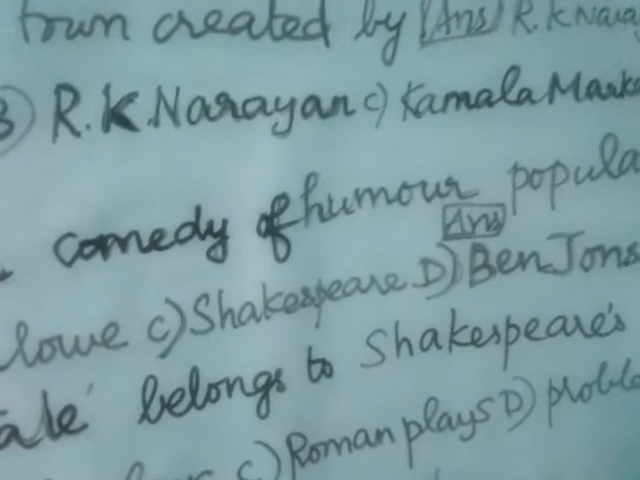 town created by [Ans] R.K Nara
B) R.K.Narayan c) Kamala Mark
comedy of humour popula
[Ans]
lowe c) Shakespeare D) Ben Jons
ale' belongs to Shakespeare's
c) Roman plays D) proble